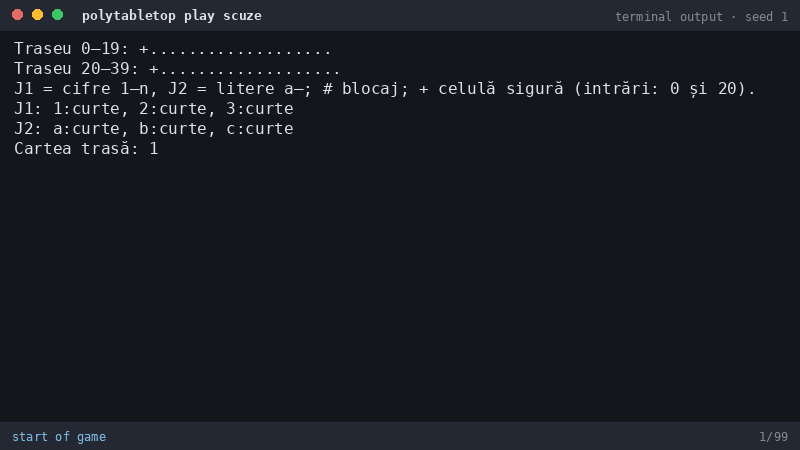 polytabletop play scuze
terminal output · seed 1
Traseu 0–19: +...................
Traseu 20–39: +...................
J1 = cifre 1–n, J2 = litere a–; # blocaj; + celulă sigură (intrări: 0 și 20).
J1: 1:curte, 2:curte, 3:curte
J2: a:curte, b:curte, c:curte
Cartea trasă: 1
start of game
1/99